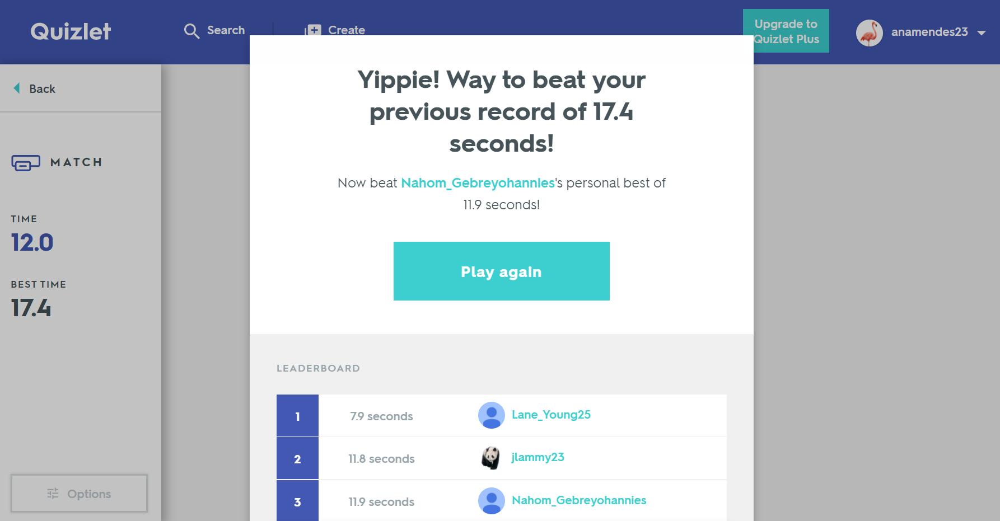 Quizlet
Search
Create
Upgrade to
Quizlet Plus
anamendes23
Back
MATCH
TIME
12.0
BEST TIME
17.4
Options
Yippie! Way to beat your
previous record of 17.4
seconds!
Now beat Nahom_Gebreyohannies's personal best of
11.9 seconds!
Play again
LEADERBOARD
1 7.9 seconds Lane_Young25
2 11.8 seconds jlammy23
3 11.9 seconds Nahom_Gebreyohannies